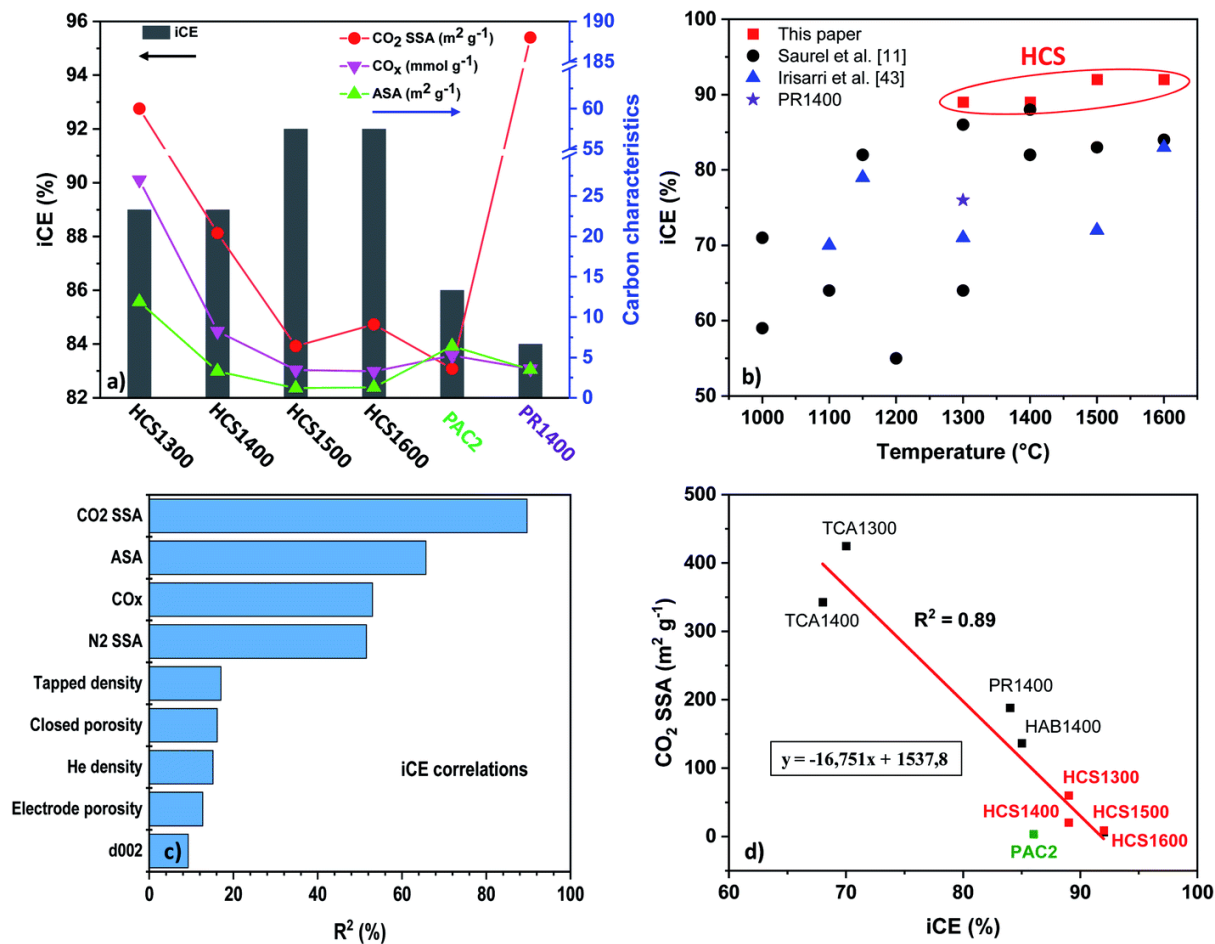 iCE
CO2 SSA (m2 g-1)
COx (mmol g-1)
ASA (m2 g-1)
96
94
92
90
88
86
84
82
iCE (%)
190
185
60
55
25
20
15
10
5
0
Carbon characteristics
a)
HCS1300
HCS1400
HCS1500
HCS1600
PAC2
PR1400
This paper
Saurel et al. [11]
Irisarri et al. [43]
PR1400
HCS
100
90
80
70
60
50
iCE (%)
b)
1000 1100 1200 1300 1400 1500 1600
Temperature (°C)
CO2 SSA
ASA
COx
N2 SSA
Tapped density
Closed porosity
He density
Electrode porosity
d002
iCE correlations
c)
0 20 40 60 80 100
R2 (%)
500
400
300
200
100
0
CO2 SSA (m2 g-1)
TCA1300
TCA1400
R2 = 0.89
PR1400
HAB1400
y = -16,751x + 1537,8
HCS1300
HCS1400
HCS1500
HCS1600
PAC2
d)
60 70 80 90 100
iCE (%)